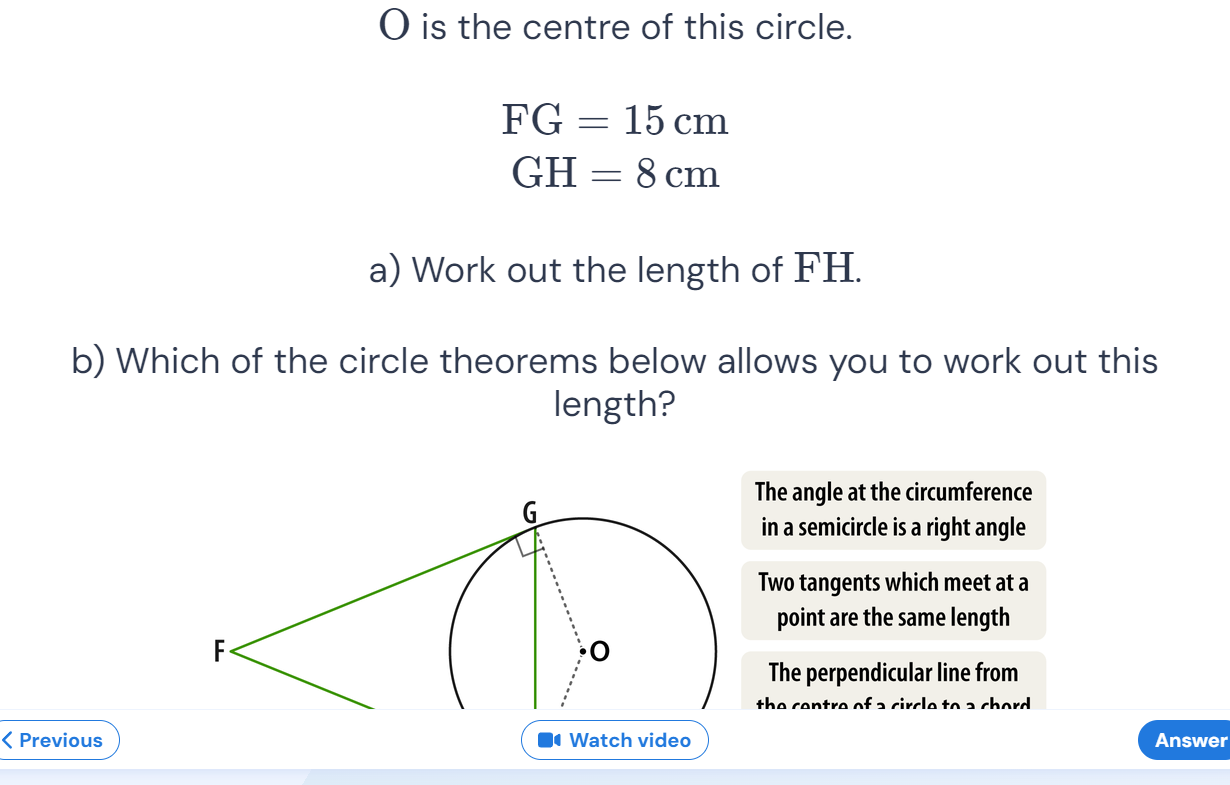 O is the centre of this circle.
FG = 15 cm
GH = 8 cm
a) Work out the length of FH.
b) Which of the circle theorems below allows you to work out this
length?
The angle at the circumference
in a semicircle is a right angle
Two tangents which meet at a
point are the same length
The perpendicular line from
the centre of a circle to a chord
G
F
O
Previous
Watch video
Answer